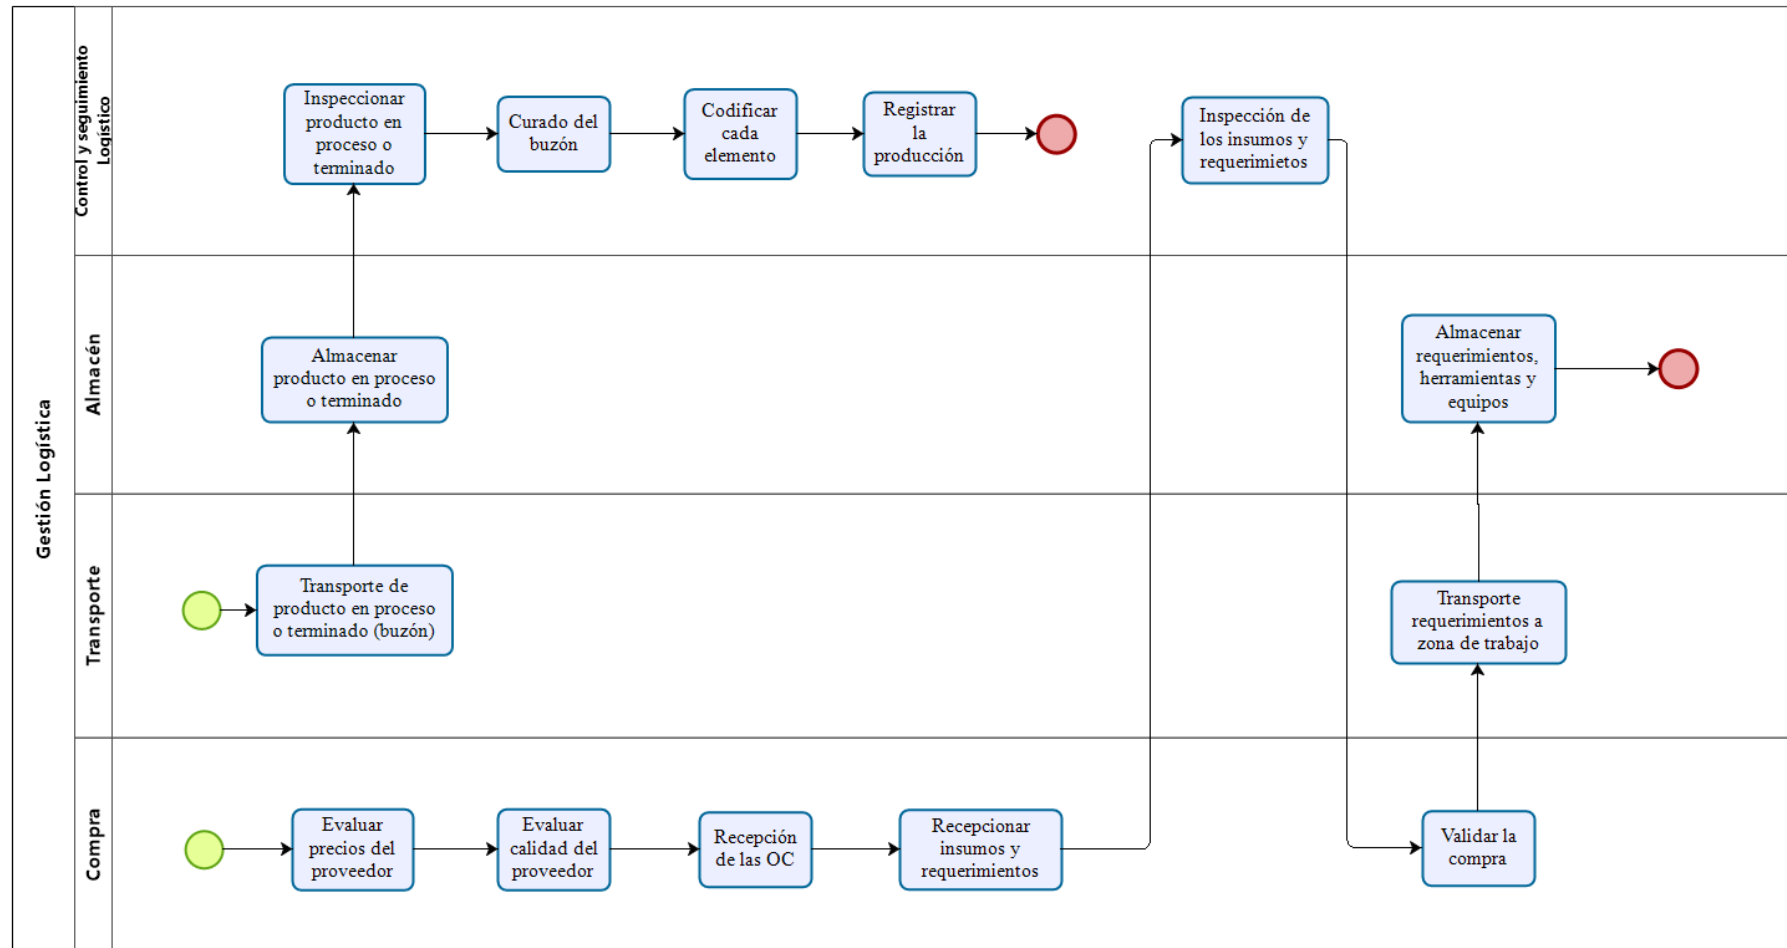 Gestión Logística
Control y seguimiento
Logístico
Inspeccionar
producto en
proceso o
terminado
Curado del
buzón
Codificar
cada
elemento
Registrar
la
producción
Inspección de
los insumos y
requerimietos
Almacén
Almacenar
producto en proceso
o terminado
Almacenar
requerimientos,
herramientas y
equipos
Transporte
Transporte de
producto en proceso
o terminado (buzón)
Transporte
requerimientos a
zona de trabajo
Compra
Evaluar
precios del
proveedor
Evaluar
calidad del
proveedor
Recepción
de las OC
Recepcionar
insumos y
requerimientos
Validar la
compra